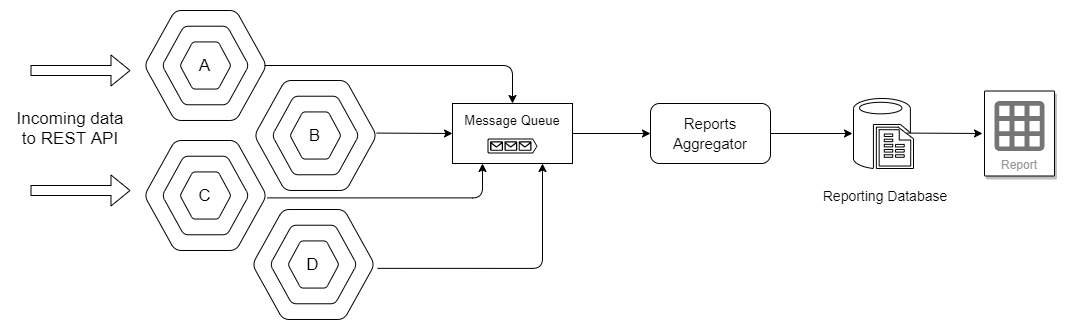 A
Incoming data
to REST API
B
C
D
Message Queue
Reports
Aggregator
Reporting Database
Report